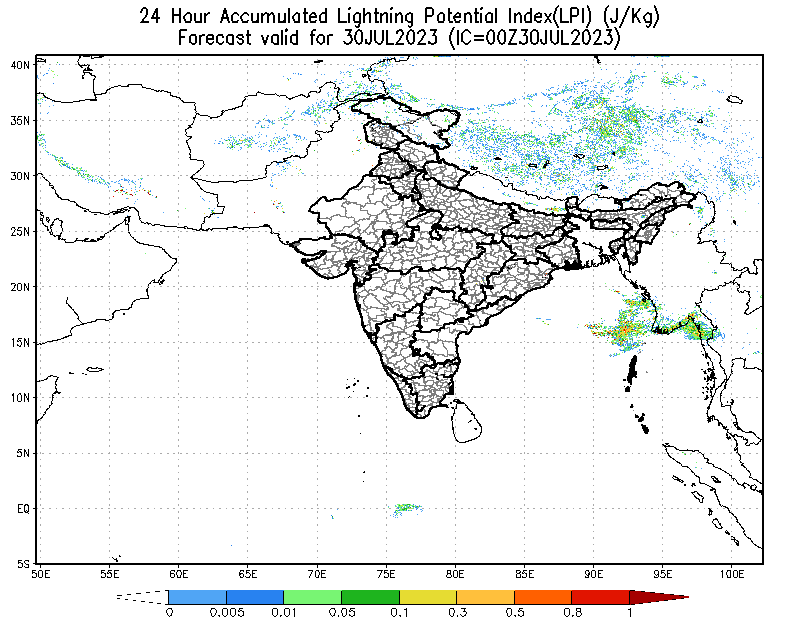 24 Hour Accumulated Lightning Potential Index(LPI) (J/Kg)
Forecast valid for 30JUL2023 (IC=00Z30JUL2023)
40N
35N
30N
25N
20N
15N
10N
5N
EQ
5S
50E 55E 60E 65E 70E 75E 80E 85E 90E 95E 100E
0 0.005 0.01 0.05 0.1 0.3 0.5 0.8 1